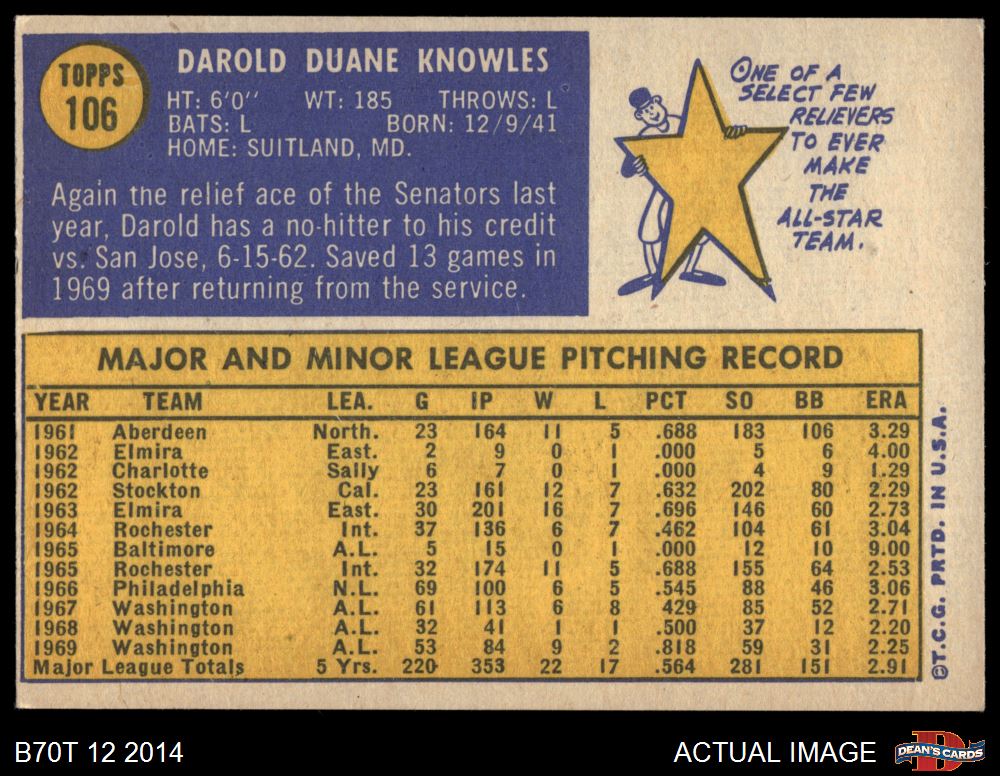 TOPPS
106
DAROLD DUANE KNOWLES
HT: 6'0" WT: 185 THROWS: L
BATS: L BORN: 12/9/41
HOME: SUITLAND, MD.
Again the relief ace of the Senators last
year, Darold has a no-hitter to his credit
vs. San Jose, 6-15-62. Saved 13 games in
1969 after returning from the service.
ONE OF A
SELECT FEW
RELIEVERS
TO EVER
MAKE
THE
ALL-STAR
TEAM.
MAJOR AND MINOR LEAGUE PITCHING RECORD
YEAR TEAM LEA. G IP W L PCT SO BB ERA
1961 Aberdeen North. 23 164 11 5 .688 183 106 3.29
1962 Elmira East. 2 9 0 1 .000 5 6 4.00
1962 Charlotte Sally 6 7 0 1 .000 4 9 1.29
1962 Stockton Cal. 23 161 12 7 .632 202 80 2.29
1963 Elmira East. 30 201 16 7 .696 146 60 2.73
1964 Rochester Int. 37 136 6 7 .462 104 61 3.04
1965 Baltimore A.L. 5 15 0 1 .000 12 10 9.00
1965 Rochester Int. 32 174 11 5 .688 155 64 2.53
1966 Philadelphia N.L. 69 100 6 5 .545 88 46 3.06
1967 Washington A.L. 61 113 6 8 429 85 52 2.71
1968 Washington A.L. 32 41 1 1 .500 37 12 2.20
1969 Washington A.L. 53 84 9 2 .818 59 31 2.25
Major League Totals 5 Yrs. 220 353 22 17 .564 281 151 2.91
©T.C.G. PRTD. IN U.S.A.
B70T 12 2014
ACTUAL IMAGE
DEAN'S CARDS